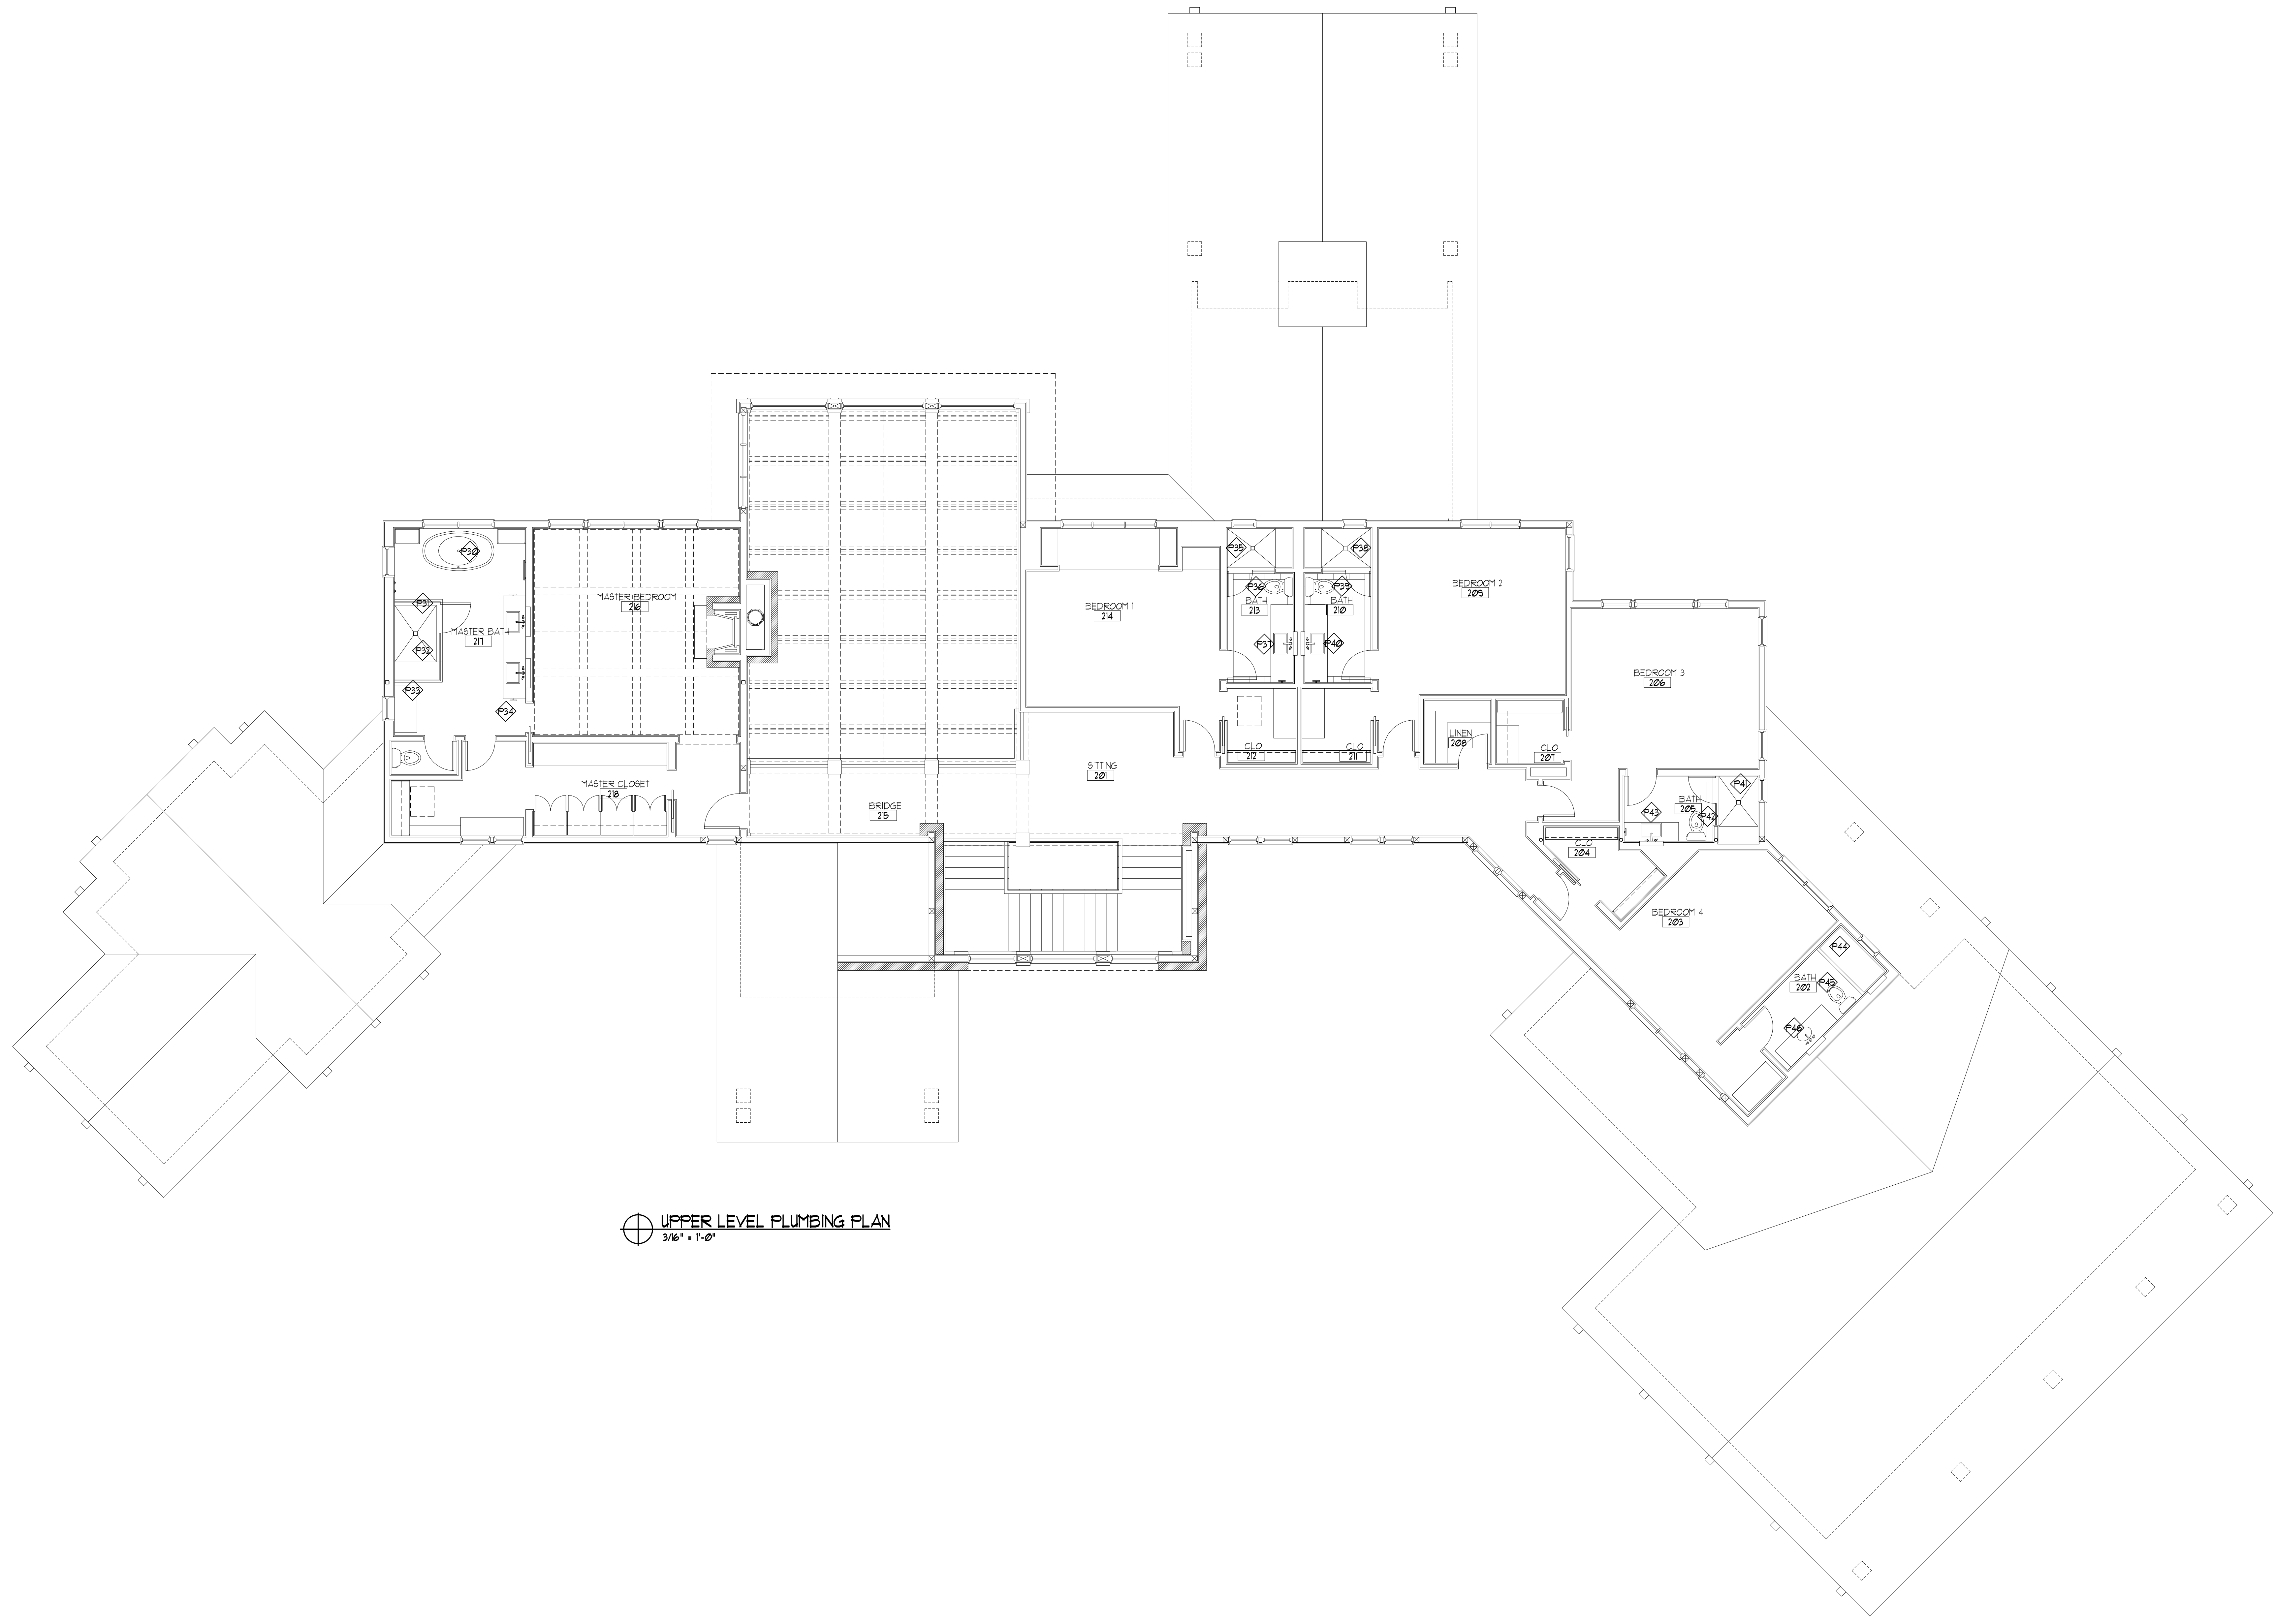 P30
P35
P38
BEDROOM 2
209
P36
P39
MASTER BEDROOM
216
P31
BATH
213
BATH
210
BEDROOM 1
214
MASTER BATH
217
P32
P37
P40
BEDROOM 3
206
P33
P34
LINEN
208
CLO
212
CLO
211
CLO
207
SITTING
201
MASTER CLOSET
218
P41
BATH
205
BRIDGE
215
P43
P42
CLO
204
BEDROOM 4
203
P44
BATH
202
P45
P46
UPPER LEVEL PLUMBING PLAN
3/16" = 1'-0"